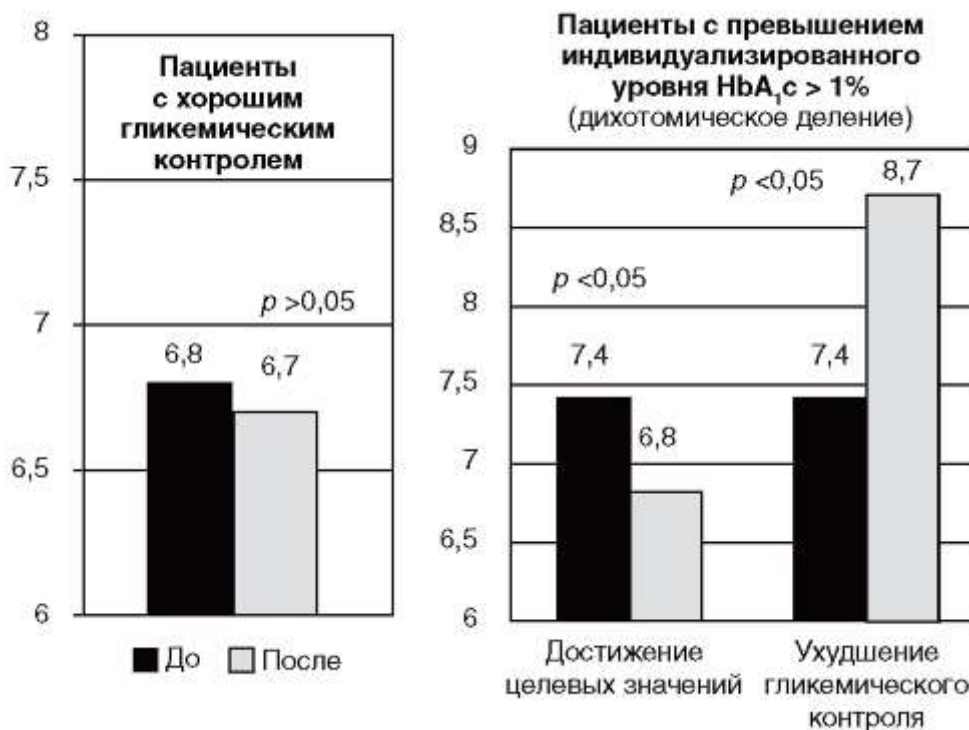 8
7,5
7
6,5
6
Пациенты
с хорошим
гликемическим
контролем
p >0,05
6,8
6,7
До
После
Пациенты с превышением
индивидуализированного
уровня HbA₁c > 1%
(дихотомическое деление)
9
8,5
8
7,5
7
6,5
6
p <0,05
8,7
p <0,05
7,4
6,8
7,4
Достижение
целевых значений
Ухудшение
гликемического
контроля